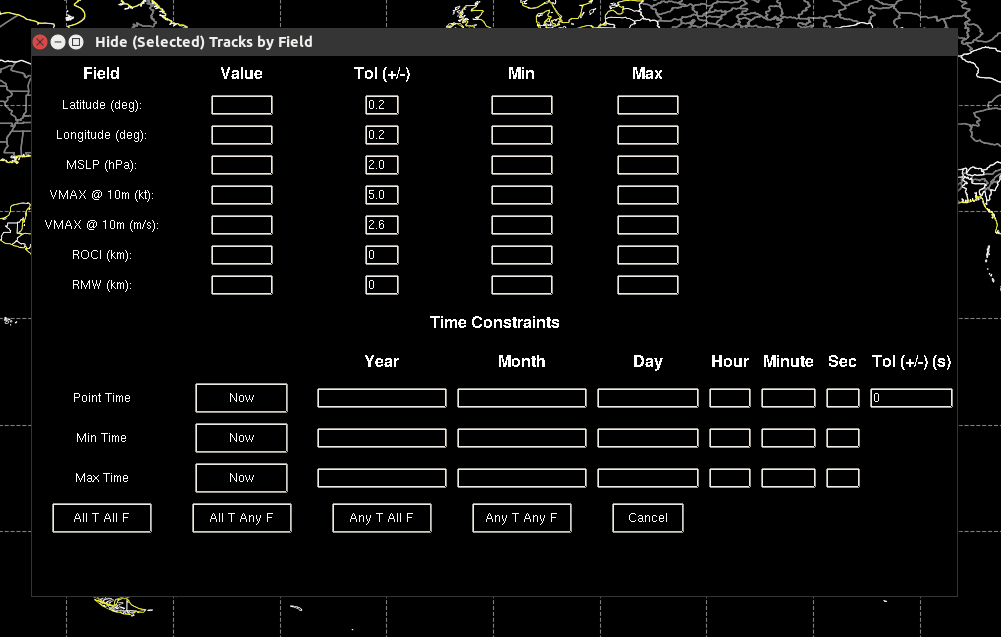 Hide (Selected) Tracks by Field
Field Value Tol (+/-) Min Max
Latitude (deg): 0.2
Longitude (deg): 0.2
MSLP (hPa): 2.0
VMAX @ 10m (kt): 5.0
VMAX @ 10m (m/s): 2.6
ROCI (km): 0
RMW (km): 0
Time Constraints
Year Month Day Hour Minute Sec Tol (+/-) (s)
Point Time Now 0
Min Time Now
Max Time Now
All T All F All T Any F Any T All F Any T Any F Cancel